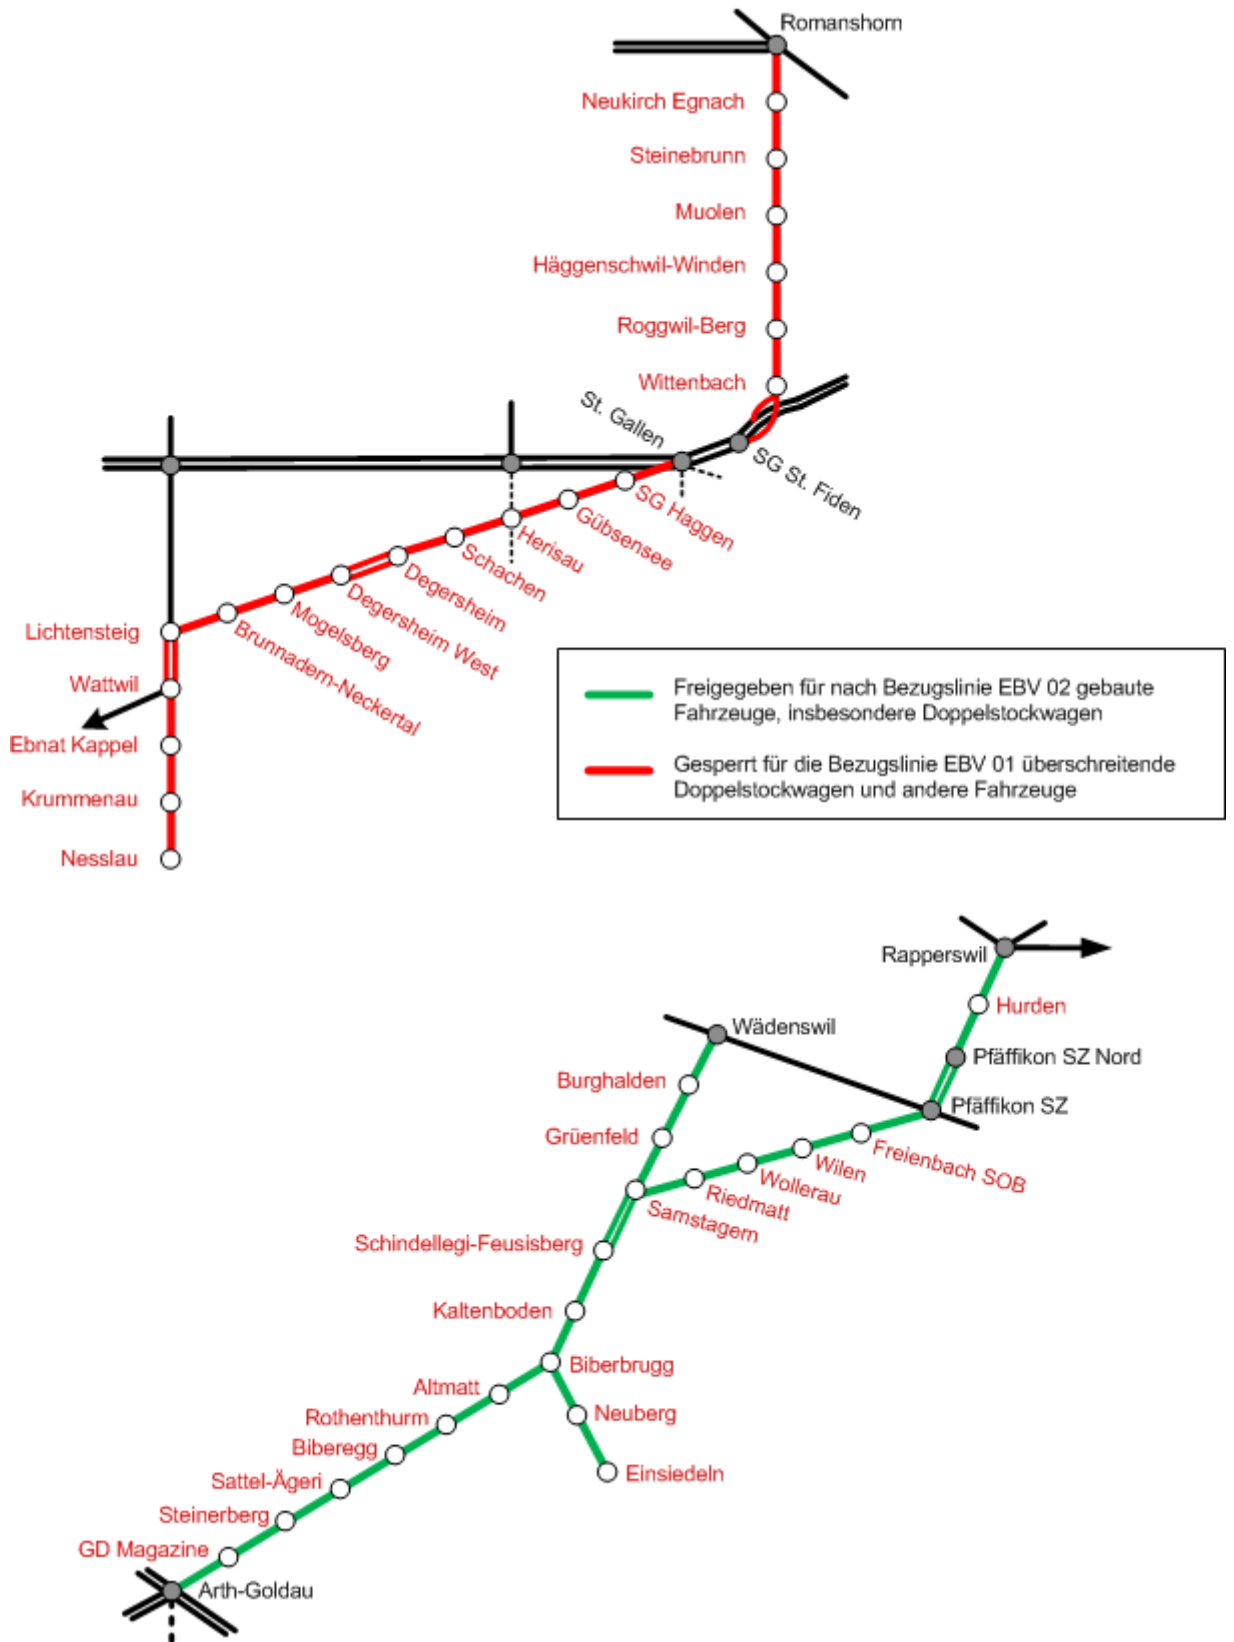 Romanshorn
Neukirch Egnach
Steinebrunn
Muolen
Häggenschwil-Winden
Roggwil-Berg
Wittenbach
St. Gallen
SG St. Fiden
SG Haggen
Gübsensee
Herisau
Schachen
Degersheim
Degersheim West
Mogelsberg
Brunnadern-Neckertal
Lichtensteig
Wattwil
Ebnat Kappel
Krummenau
Nesslau
Freigegeben für nach Bezugslinie EBV 02 gebaute
Fahrzeuge, insbesondere Doppelstockwagen
Gesperrt für die Bezugslinie EBV 01 überschreitende
Doppelstockwagen und andere Fahrzeuge
Rapperswil
Hurden
Wädenswil
Pfäffikon SZ Nord
Burghalden
Pfäffikon SZ
Grüenfeld
Freienbach SOB
Wilen
Wollerau
Riedmatt
Samstagern
Schindellegi-Feusisberg
Kaltenboden
Biberbrugg
Altmatt
Neuberg
Rothenthurm
Biberegg
Einsiedeln
Sattel-Ägeri
Steinerberg
GD Magazine
Arth-Goldau